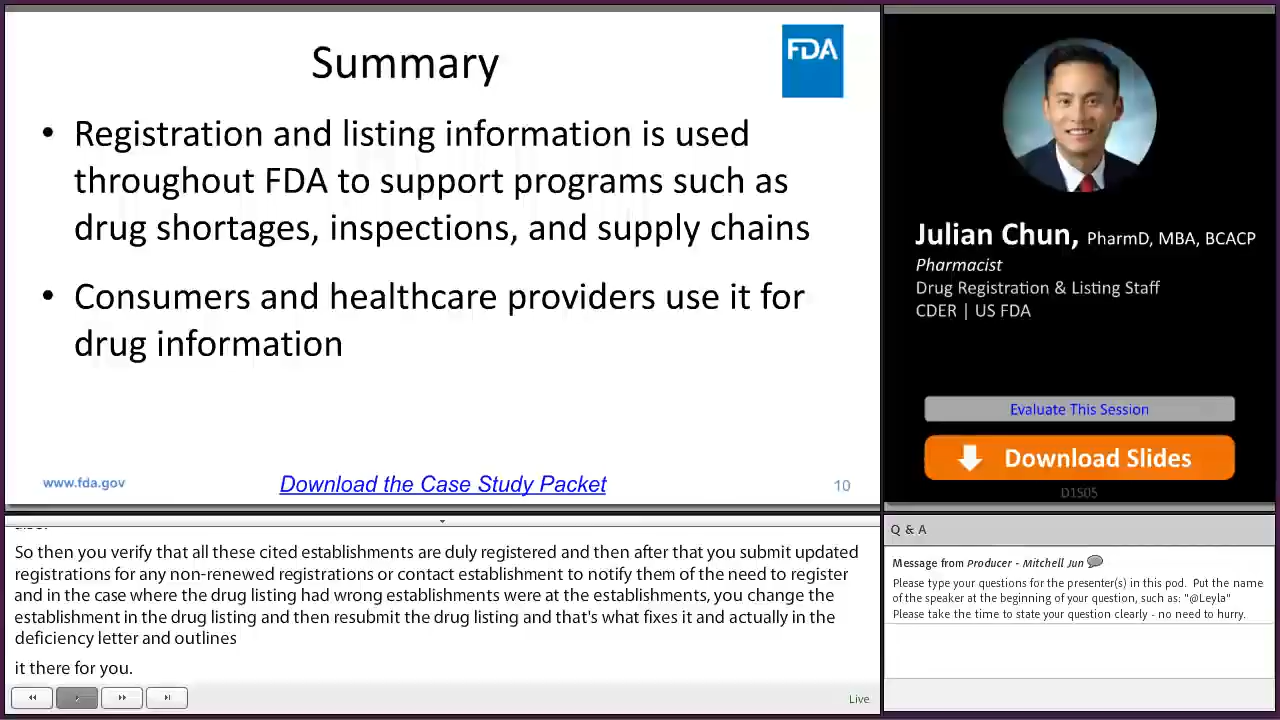 Summary
FDA
• Registration and listing information is used
throughout FDA to support programs such as
drug shortages, inspections, and supply chains
• Consumers and healthcare providers use it for
drug information
www.fda.gov
Download the Case Study Packet
10
Julian Chun, PharmD, MBA, BCACP
Pharmacist
Drug Registration & Listing Staff
CDER | US FDA
Evaluate This Session
Download Slides
D1S05
So then you verify that all these cited establishments are duly registered and then after that you submit updated
registrations for any non-renewed registrations or contact establishment to notify them of the need to register
and in the case where the drug listing had wrong establishments were at the establishments, you change the
establishment in the drug listing and then resubmit the drug listing and that's what fixes it and actually in the
deficiency letter and outlines
it there for you.
Live
Q & A
Message from Producer - Mitchell Jun
Please type your questions for the presenter(s) in this pod. Put the name
of the speaker at the beginning of your question, such as: "@Leyla"
Please take the time to state your question clearly - no need to hurry.